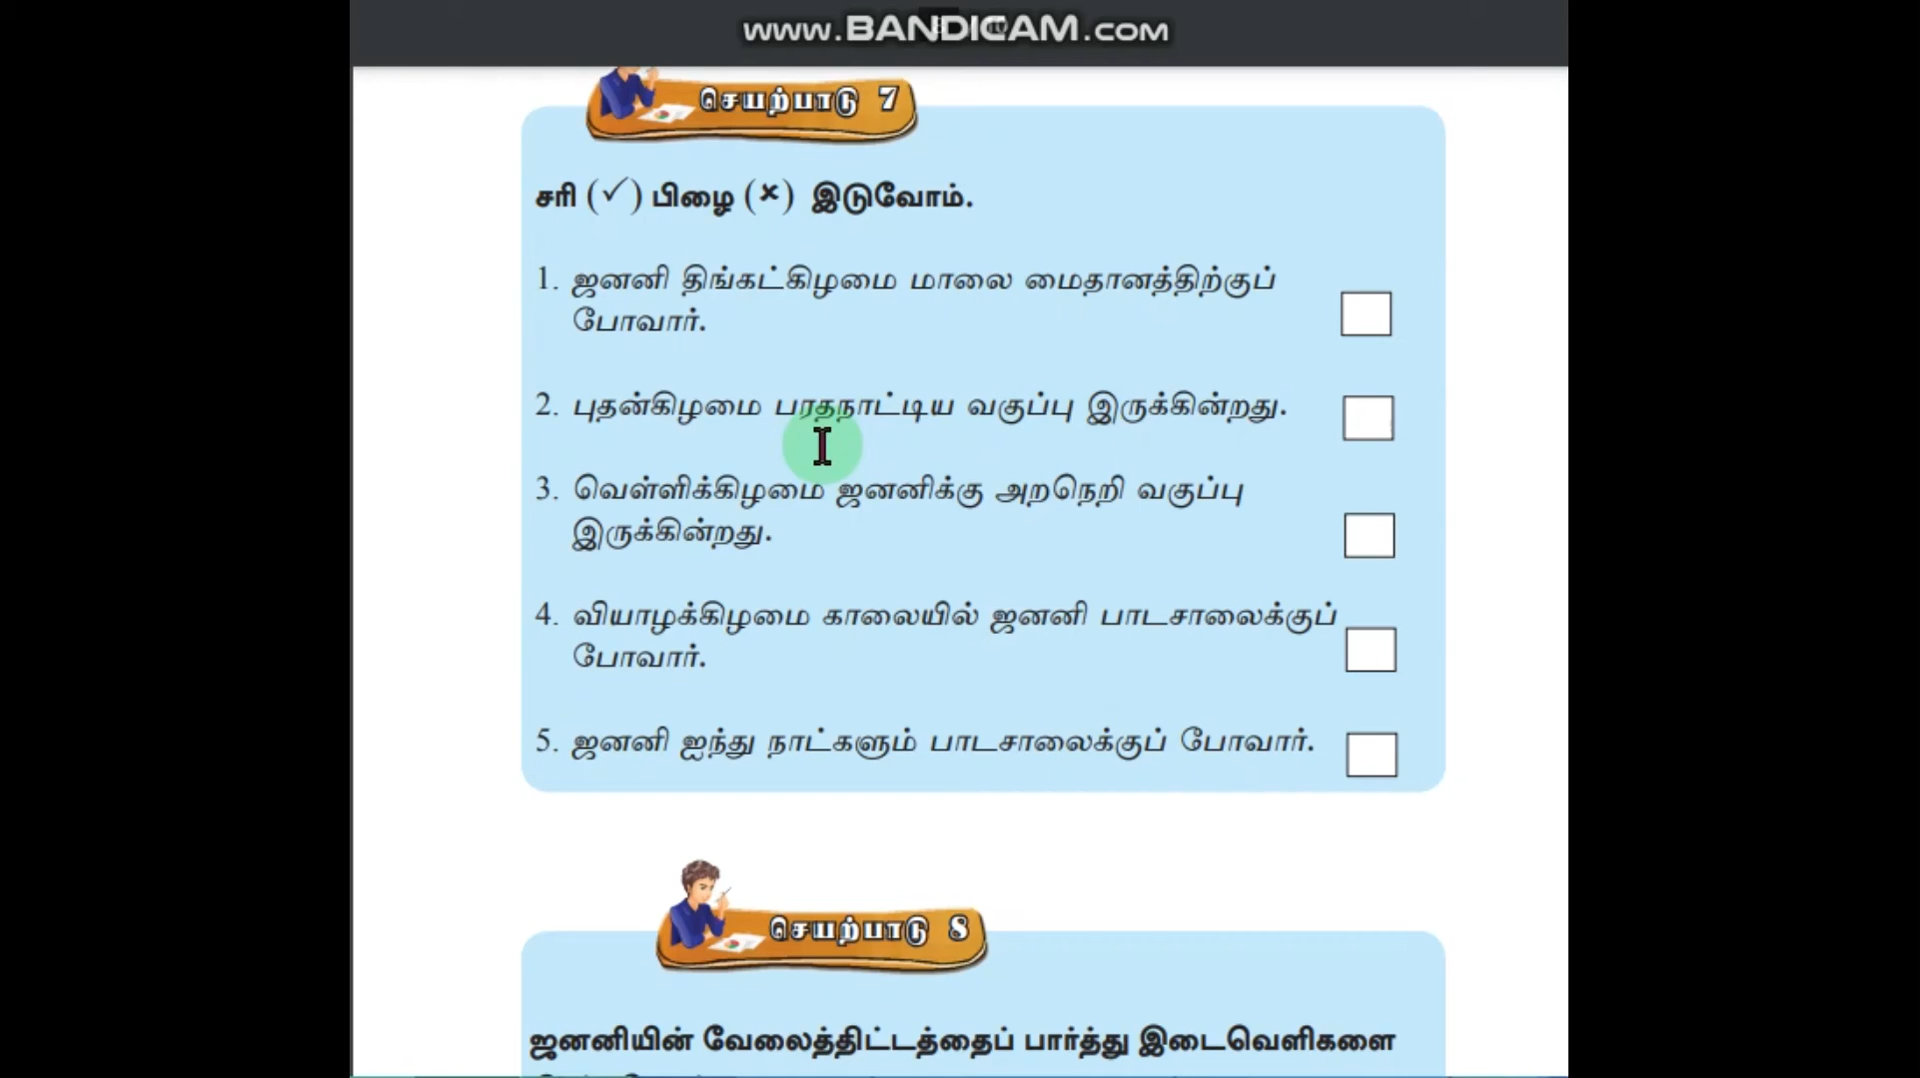 www.BANDICAM.com
செயற்பாடு 7
சரி (✓) பிழை (✗) இடுவோம்.
1. ஜனனி திங்கட்கிழமை மாலை மைதானத்திற்குப்
போவார்.
2. புதன்கிழமை பரதநாட்டிய வகுப்பு இருக்கின்றது.
3. வெள்ளிக்கிழமை ஜனனிக்கு அறநெறி வகுப்பு
இருக்கின்றது.
4. வியாழக்கிழமை காலையில் ஜனனி பாடசாலைக்குப்
போவார்.
5. ஜனனி ஐந்து நாட்களும் பாடசாலைக்குப் போவார்.
செயற்பாடு 8
ஜனனியின் வேலைத்திட்டத்தைப் பார்த்து இடைவெளிகளை